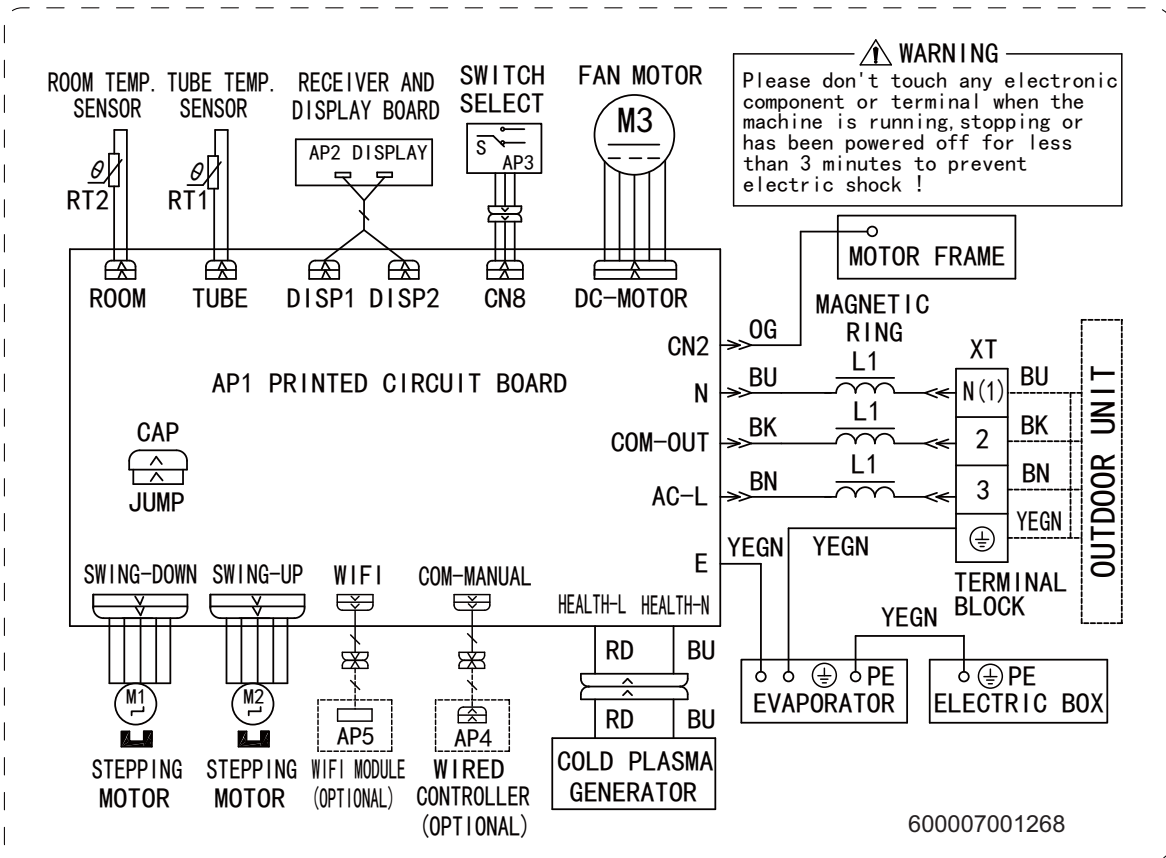 ROOM TEMP.
SENSOR
TUBE TEMP.
SENSOR
RECEIVER AND
DISPLAY BOARD
SWITCH
SELECT
FAN MOTOR
WARNING
Please don't touch any electronic
component or terminal when the
machine is running,stopping or
has been powered off for less
than 3 minutes to prevent
electric shock !
θ
RT2
θ
RT1
AP2 DISPLAY
S
AP3
M3
MOTOR FRAME
ROOM
TUBE
DISP1
DISP2
CN8
DC-MOTOR
MAGNETIC
RING
CN2
OG
L1
XT
AP1 PRINTED CIRCUIT BOARD
N
BU
N(1)
BU
L1
COM-OUT
BK
2
BK
L1
AC-L
BN
3
BN
YEGN
OUTDOOR UNIT
CAP
JUMP
E
YEGN
YEGN
TERMINAL
BLOCK
SWING-DOWN
SWING-UP
WIFI
COM-MANUAL
HEALTH-L
HEALTH-N
YEGN
RD
BU
PE
EVAPORATOR
PE
ELECTRIC BOX
M1
M2
AP5
AP4
RD
BU
STEPPING
MOTOR
STEPPING
MOTOR
WIFI MODULE
(OPTIONAL)
WIRED
CONTROLLER
(OPTIONAL)
COLD PLASMA
GENERATOR
600007001268